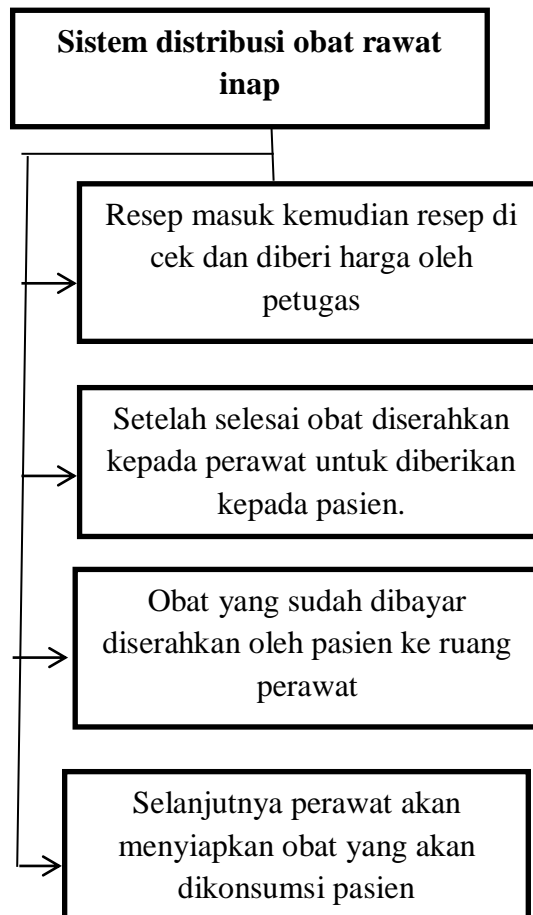 Sistem distribusi obat rawat
inap
Resep masuk kemudian resep di
cek dan diberi harga oleh
petugas
Setelah selesai obat diserahkan
kepada perawat untuk diberikan
kepada pasien.
Obat yang sudah dibayar
diserahkan oleh pasien ke ruang
perawat
Selanjutnya perawat akan
menyiapkan obat yang akan
dikonsumsi pasien